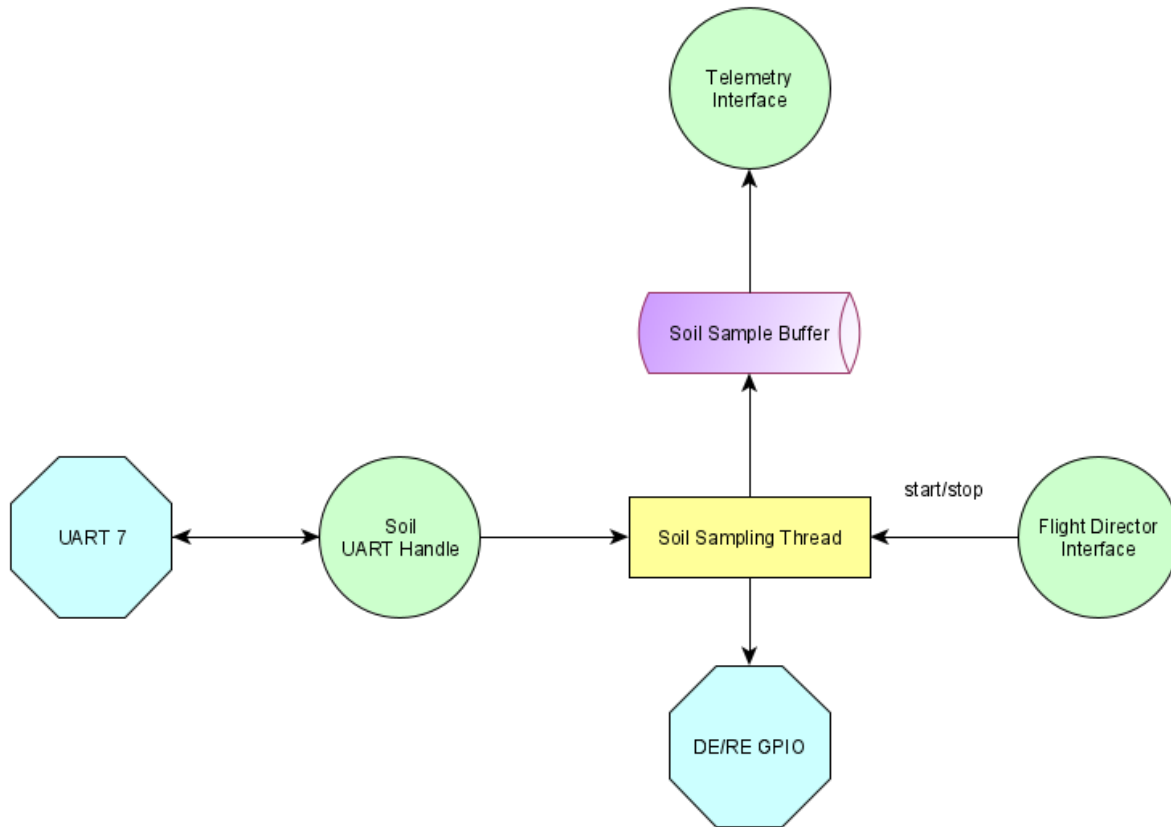 Telemetry
Interface
Soil Sample Buffer
start/stop
UART 7
Soil
UART Handle
Soil Sampling Thread
Flight Director
Interface
DE/RE GPIO